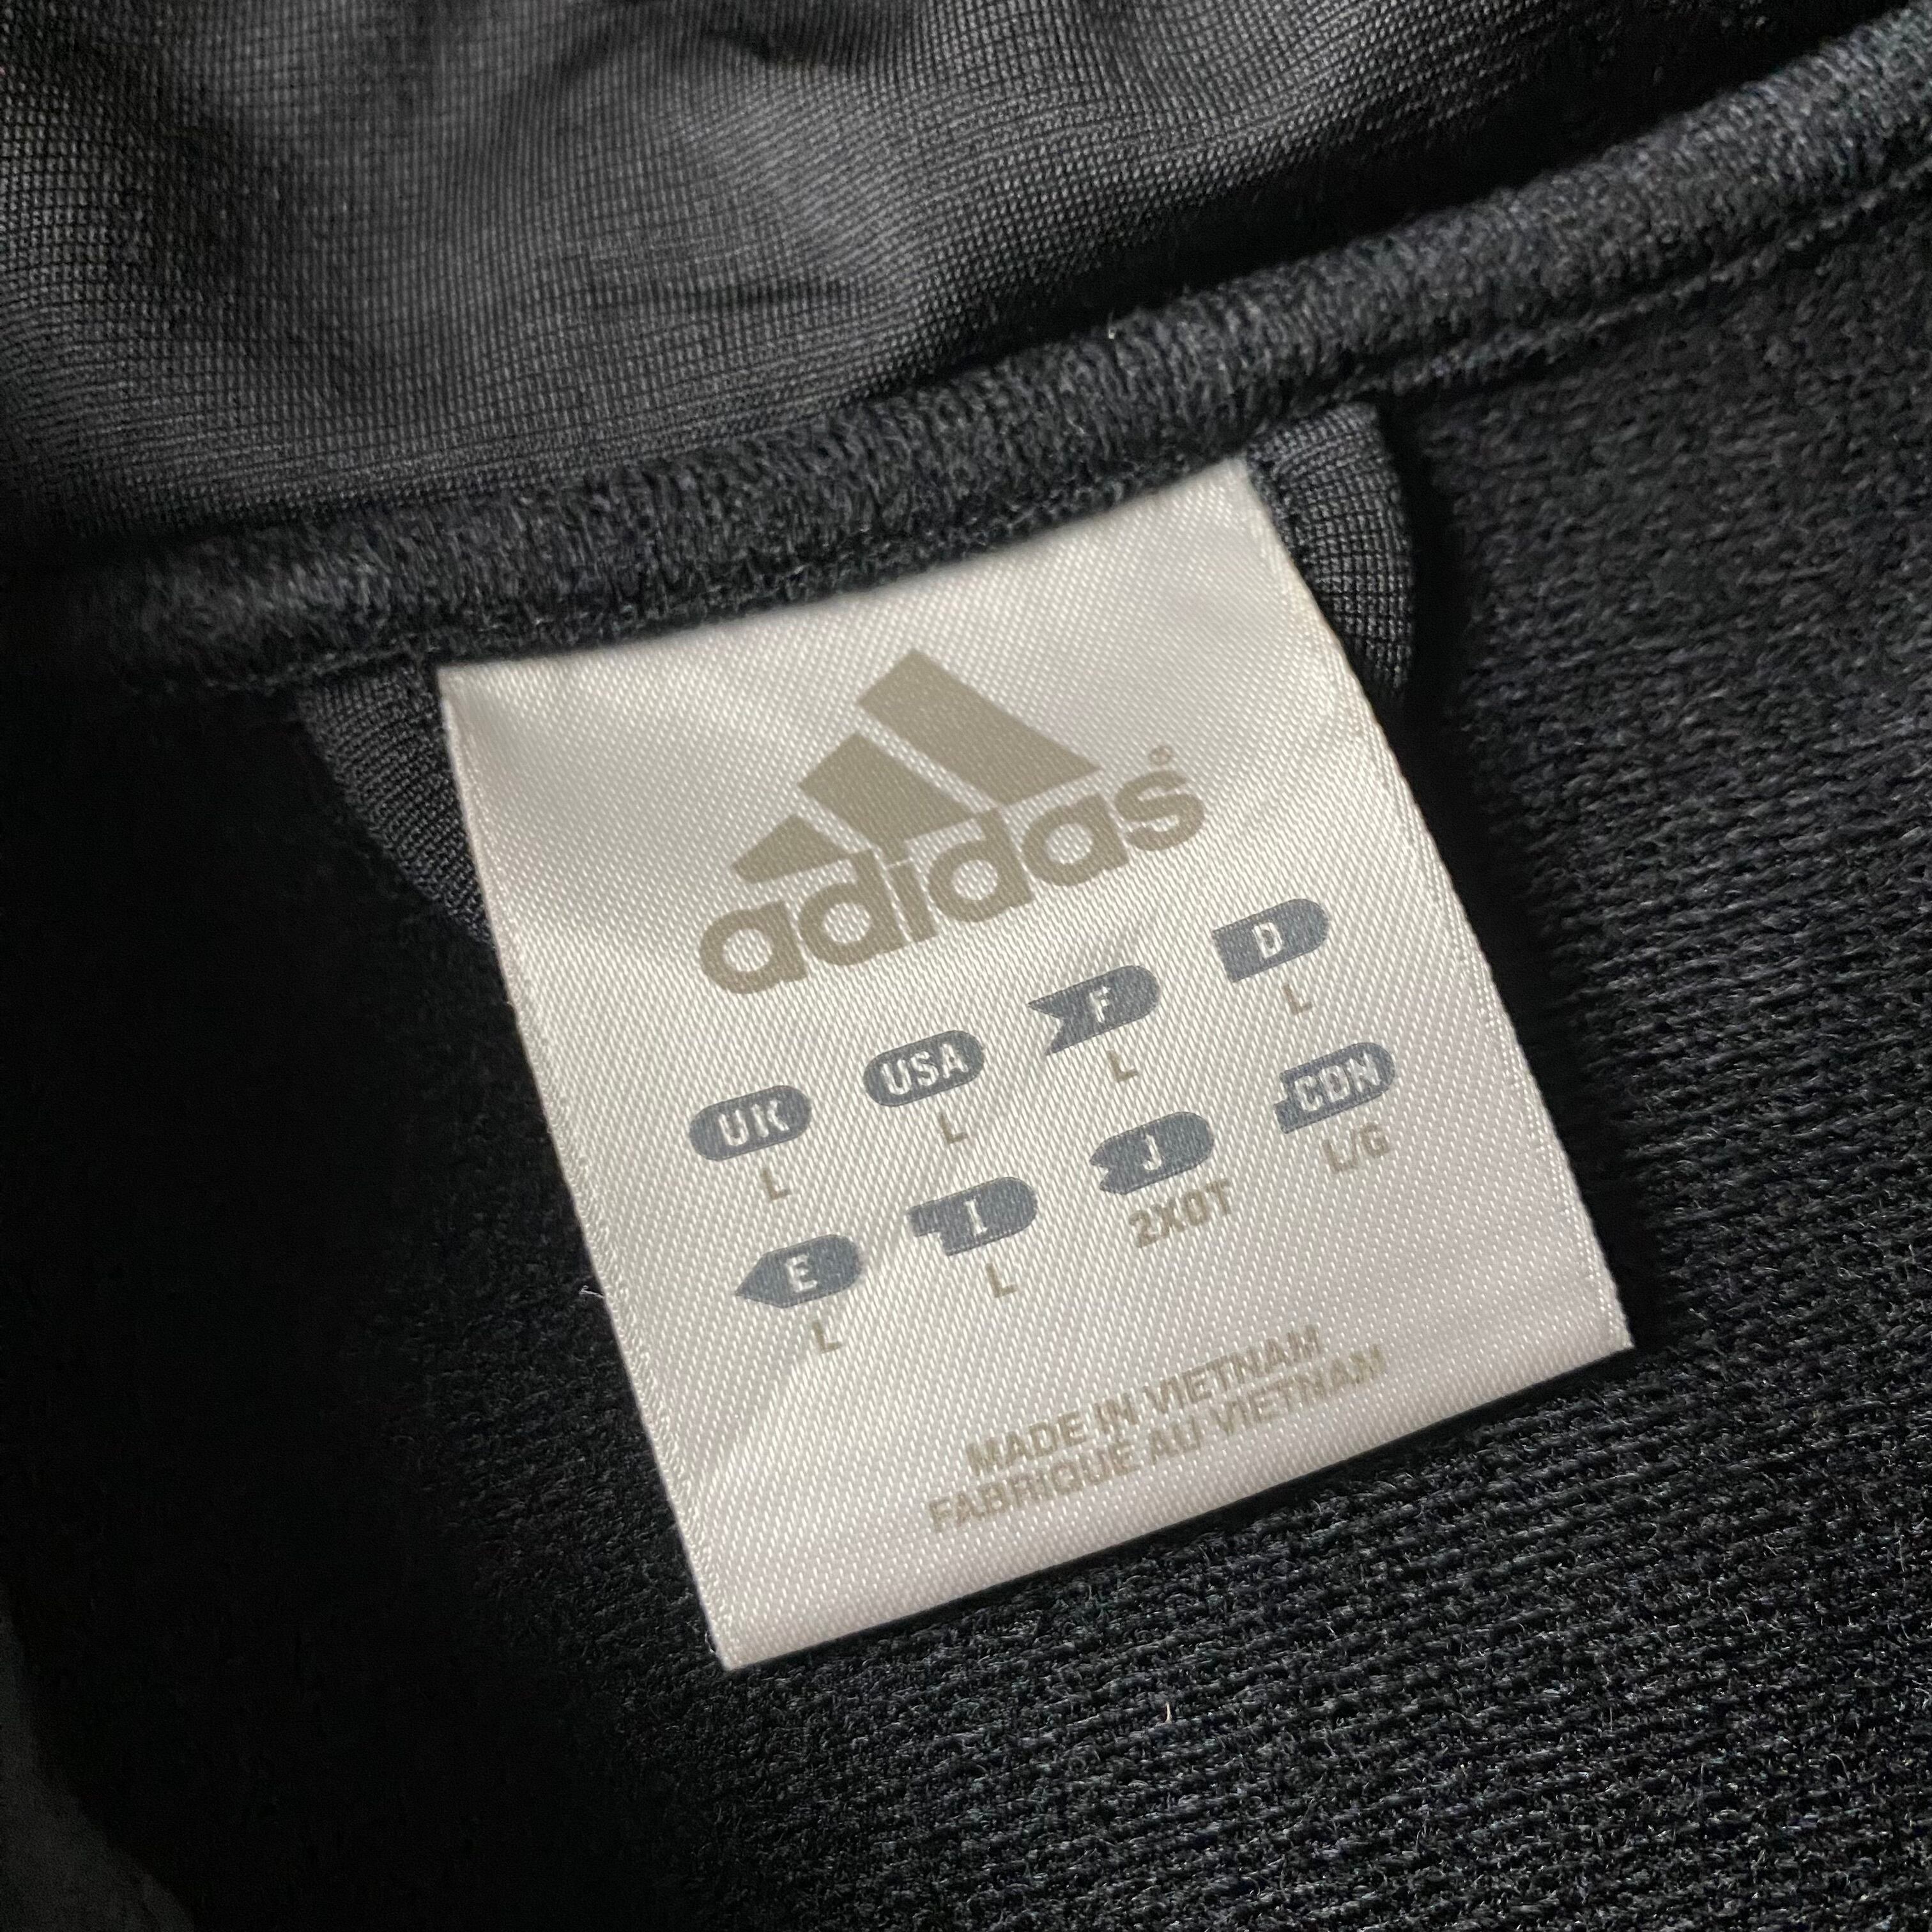 adidas
UK USA F D
L L L L
E I J CDN
L L 2XOT L/G
MADE IN VIETNAM
FABRIQUE AU VIETNAM